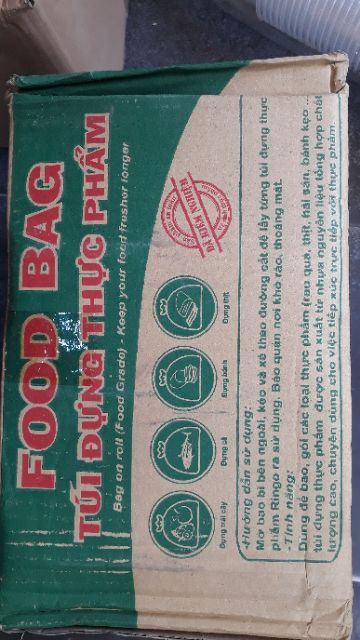 FOOD BAG
TÚI ĐỰNG THỰC PHẨM
Bag on roll (Food Grade) - Keep your food fresher longer
ĐÃ KIỂM NGHIỆM
Đựng trái cây
Đựng cá
Đựng bánh
Đựng thịt
-Hướng dẫn sử dụng:
Mở bao bì bên ngoài, kéo và xé theo đường cắt để lấy từng túi đựng thực
phẩm Ringo ra sử dụng. Bảo quản nơi khô ráo, thoáng mát.
-Tính năng:
Dùng để bao, gói các loại thực phẩm (rau quả, thịt, hải sản, bánh kẹo ...
túi đựng thực phẩm được sản xuất từ nhựa nguyên liệu tổng hợp chất
lượng cao, chuyên dùng cho việc tiếp xúc trực tiếp với thực phẩm.